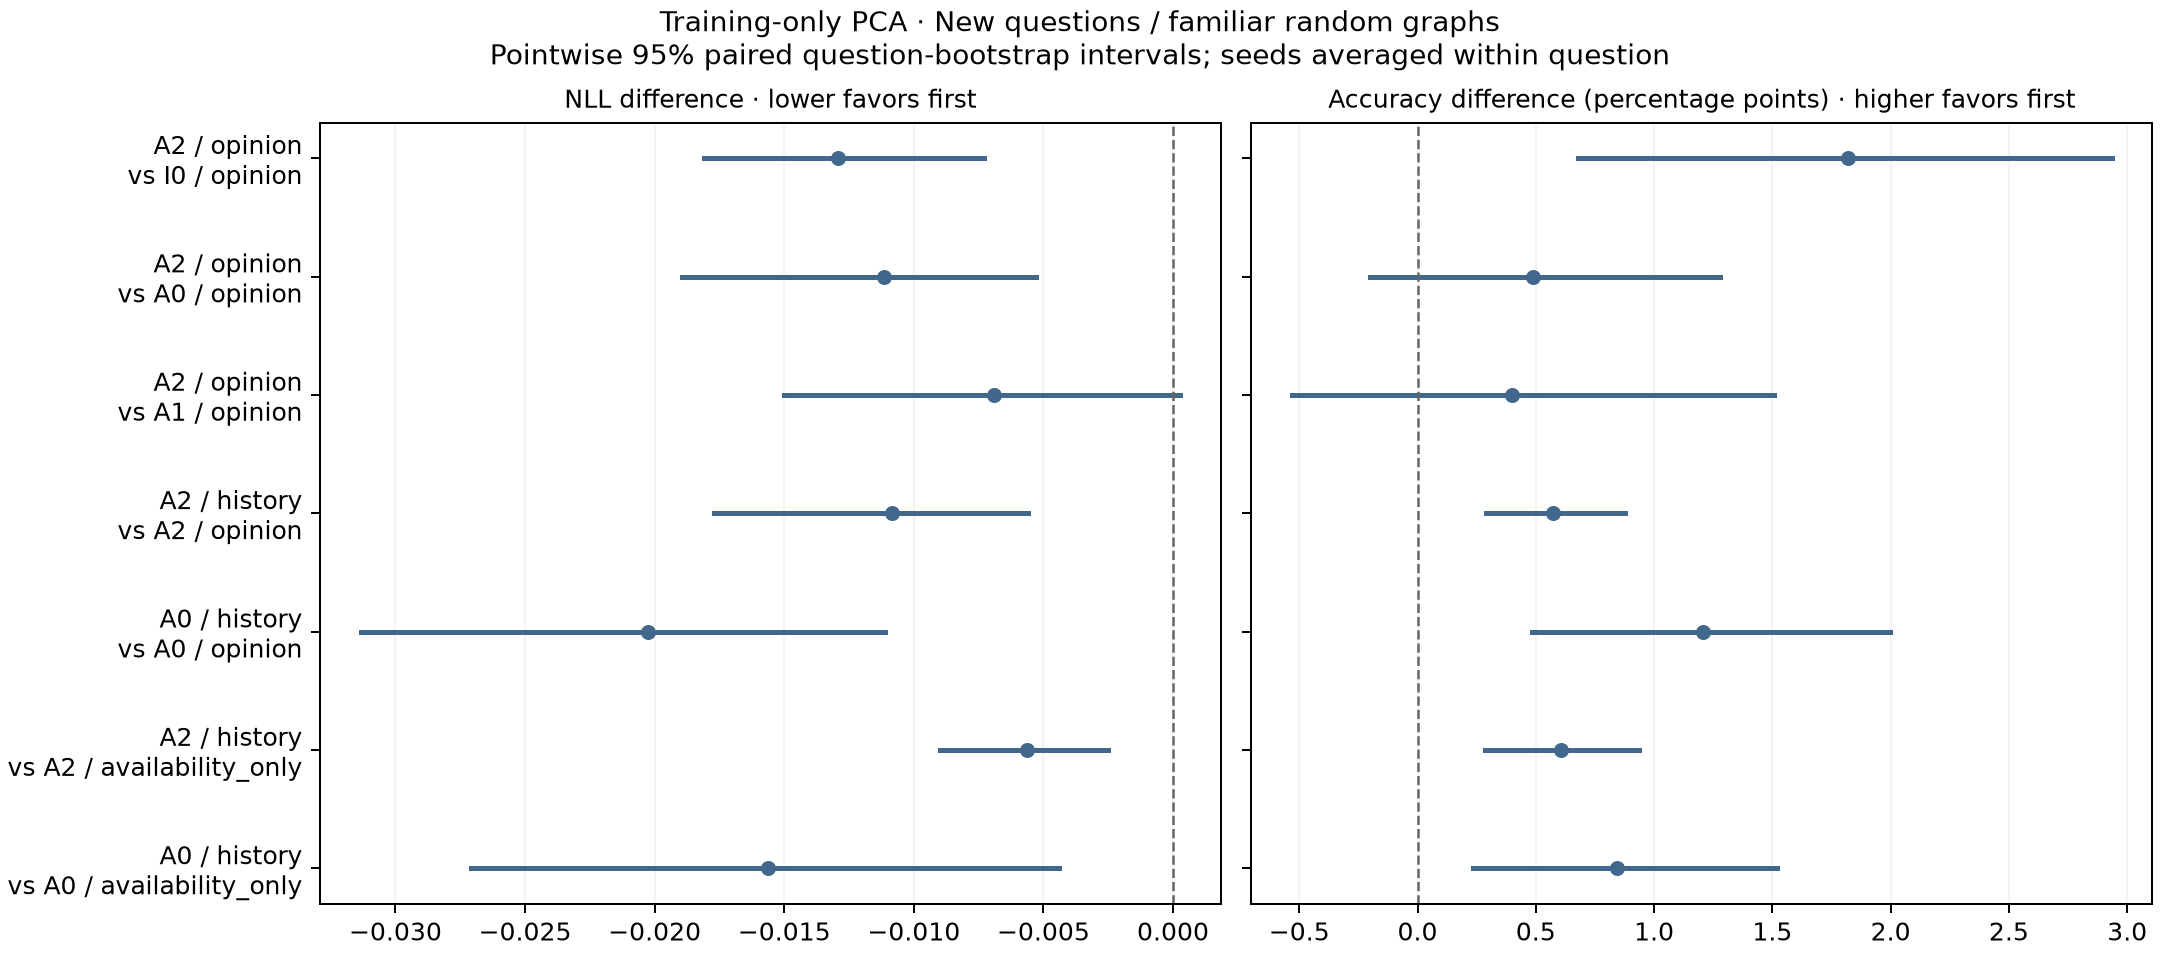 Training-only PCA · New questions / familiar random graphs
Pointwise 95% paired question-bootstrap intervals; seeds averaged within question
NLL difference · lower favors first
Accuracy difference (percentage points) · higher favors first
A2 / opinion
vs I0 / opinion
A2 / opinion
vs A0 / opinion
A2 / opinion
vs A1 / opinion
A2 / history
vs A2 / opinion
A0 / history
vs A0 / opinion
A2 / history
vs A2 / availability_only
A0 / history
vs A0 / availability_only
−0.030 −0.025 −0.020 −0.015 −0.010 −0.005 0.000
−0.5 0.0 0.5 1.0 1.5 2.0 2.5 3.0